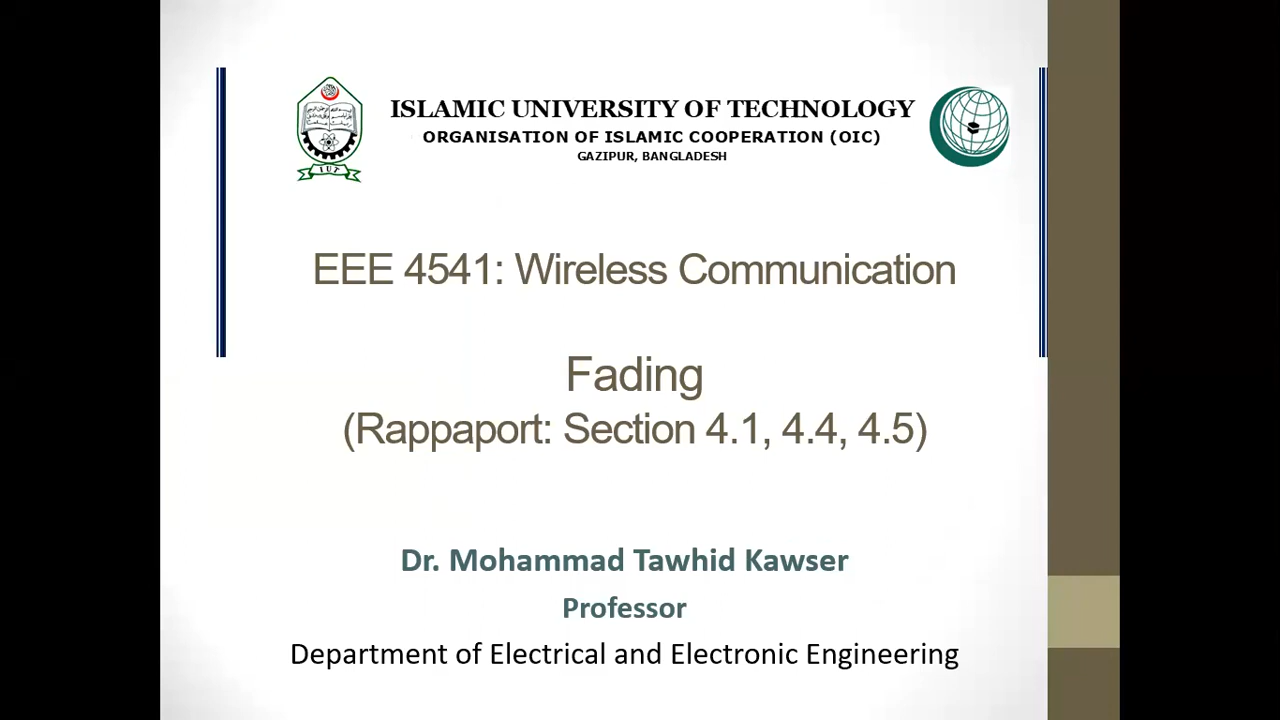 ISLAMIC UNIVERSITY OF TECHNOLOGY
ORGANISATION OF ISLAMIC COOPERATION (OIC)
GAZIPUR, BANGLADESH
IUT
EEE 4541: Wireless Communication
Fading
(Rappaport: Section 4.1, 4.4, 4.5)
Dr. Mohammad Tawhid Kawser
Professor
Department of Electrical and Electronic Engineering